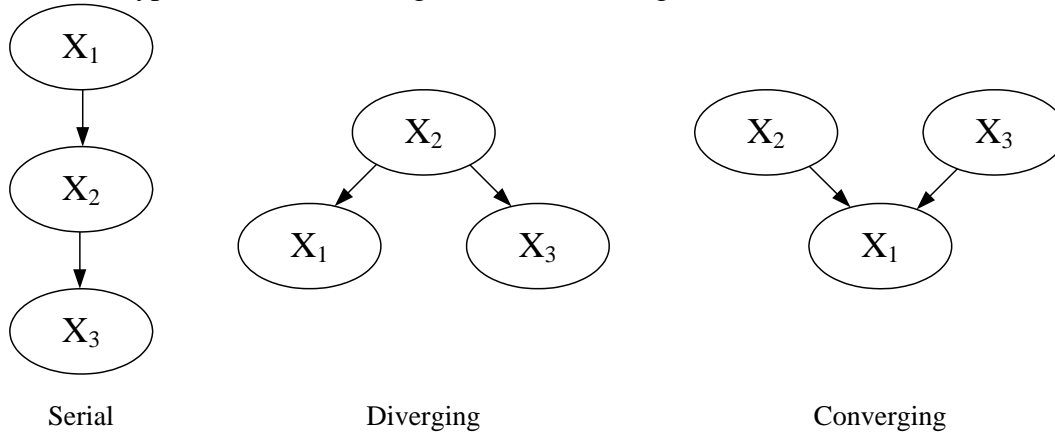 X₁
X₂
X₃
Serial
X₂
X₁
X₃
Diverging
X₂
X₃
X₁
Converging